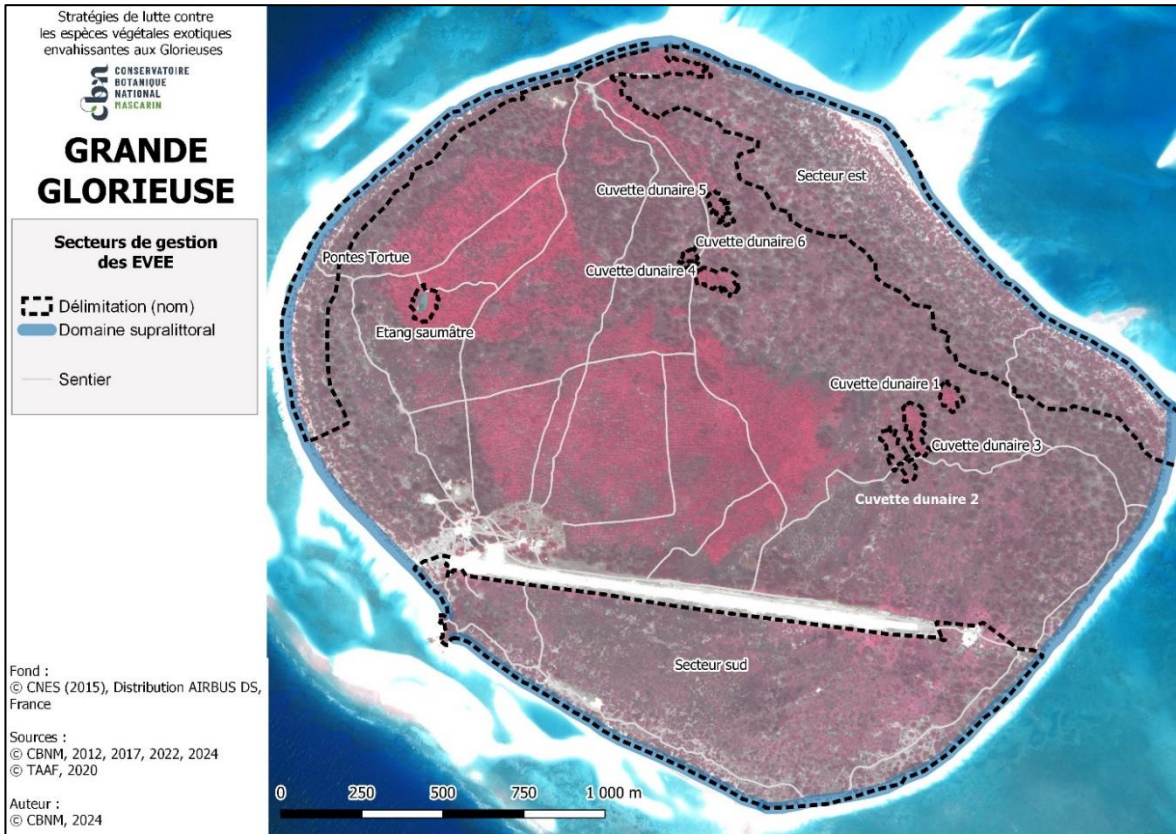 Stratégies de lutte contre
les espèces végétales exotiques
envahissantes aux Glorieuses
cbn
CONSERVATOIRE
BOTANIQUE
NATIONAL
MASCARIN
GRANDE
GLORIEUSE
Secteurs de gestion
des EVEE
Délimitation (nom)
Domaine supralittoral
Sentier
Fond :
© CNES (2015), Distribution AIRBUS DS,
France
Sources :
© CBNM, 2012, 2017, 2022, 2024
© TAAF, 2020
Auteur :
© CBNM, 2024
Secteur est
Cuvette dunaire 5
Cuvette dunaire 6
Pontes Tortue
Cuvette dunaire 4
Etang saumâtre
Cuvette dunaire 1
Cuvette dunaire 3
Cuvette dunaire 2
Secteur sud
0 250 500 750 1 000 m